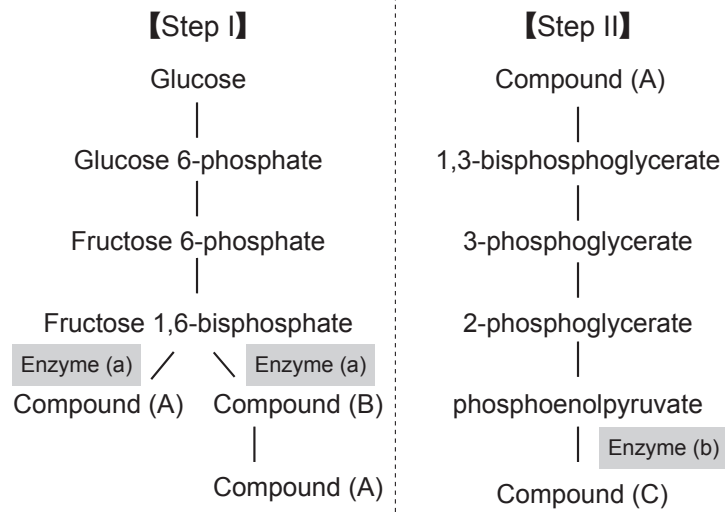 【Step I】
Glucose
Glucose 6-phosphate
Fructose 6-phosphate
Fructose 1,6-bisphosphate
Enzyme (a)
Enzyme (a)
Compound (A)
Compound (B)
Compound (A)
【Step II】
Compound (A)
1,3-bisphosphoglycerate
3-phosphoglycerate
2-phosphoglycerate
phosphoenolpyruvate
Enzyme (b)
Compound (C)